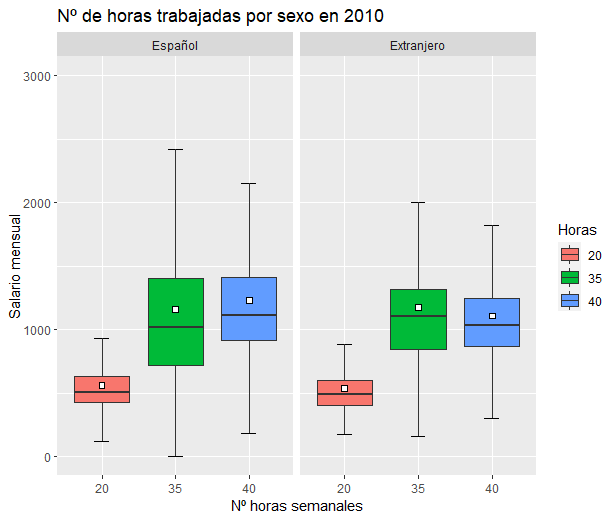 Nº de horas trabajadas por sexo en 2010
Español
Extranjero
3000
2000
1000
0
Salario mensual
20
35
40
20
35
40
Nº horas semanales
Horas
20
35
40